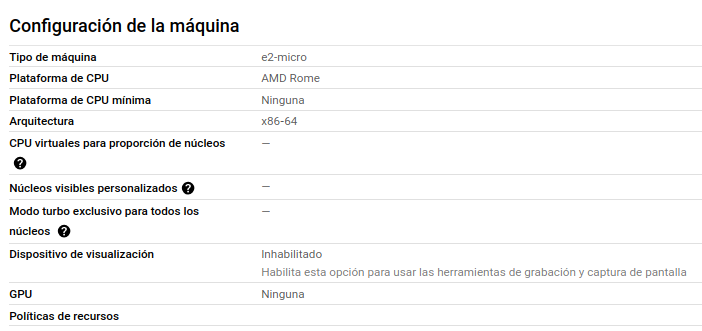 Configuración de la máquina
Tipo de máquina e2-micro
Plataforma de CPU AMD Rome
Plataforma de CPU mínima Ninguna
Arquitectura x86-64
CPU virtuales para proporción de núcleos —
?
Núcleos visibles personalizados ? —
Modo turbo exclusivo para todos los —
núcleos ?
Dispositivo de visualización Inhabilitado
Habilita esta opción para usar las herramientas de grabación y captura de pantalla
GPU Ninguna
Políticas de recursos